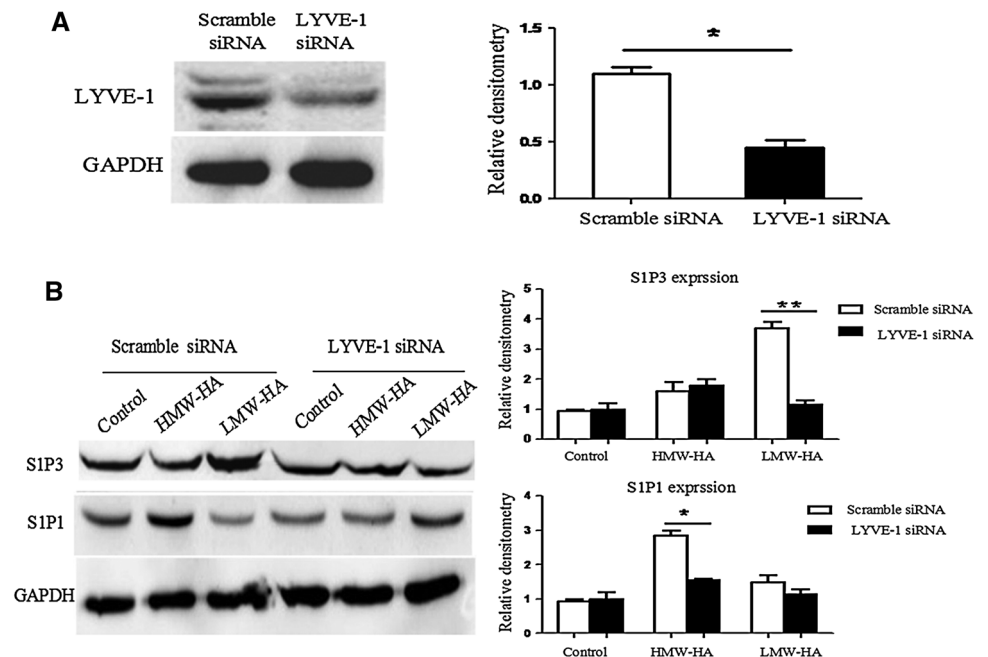 A
Scramble siRNA
LYVE-1 siRNA
LYVE-1
GAPDH
Relative densitometry
1.5
1.0
0.5
0.0
*
Scramble siRNA
LYVE-1 siRNA
B
Scramble siRNA
LYVE-1 siRNA
Control
HMW-HA
LMW-HA
Control
HMW-HA
LMW-HA
S1P3
S1P1
GAPDH
S1P3 exprssion
Relative densitometry
5
4
3
2
1
0
**
Scramble siRNA
LYVE-1 siRNA
Control
HMW-HA
LMW-HA
S1P1 exprssion
Relative densitometry
4
3
2
1
0
*
Scramble siRNA
LYVE-1 siRNA
Control
HMW-HA
LMW-HA